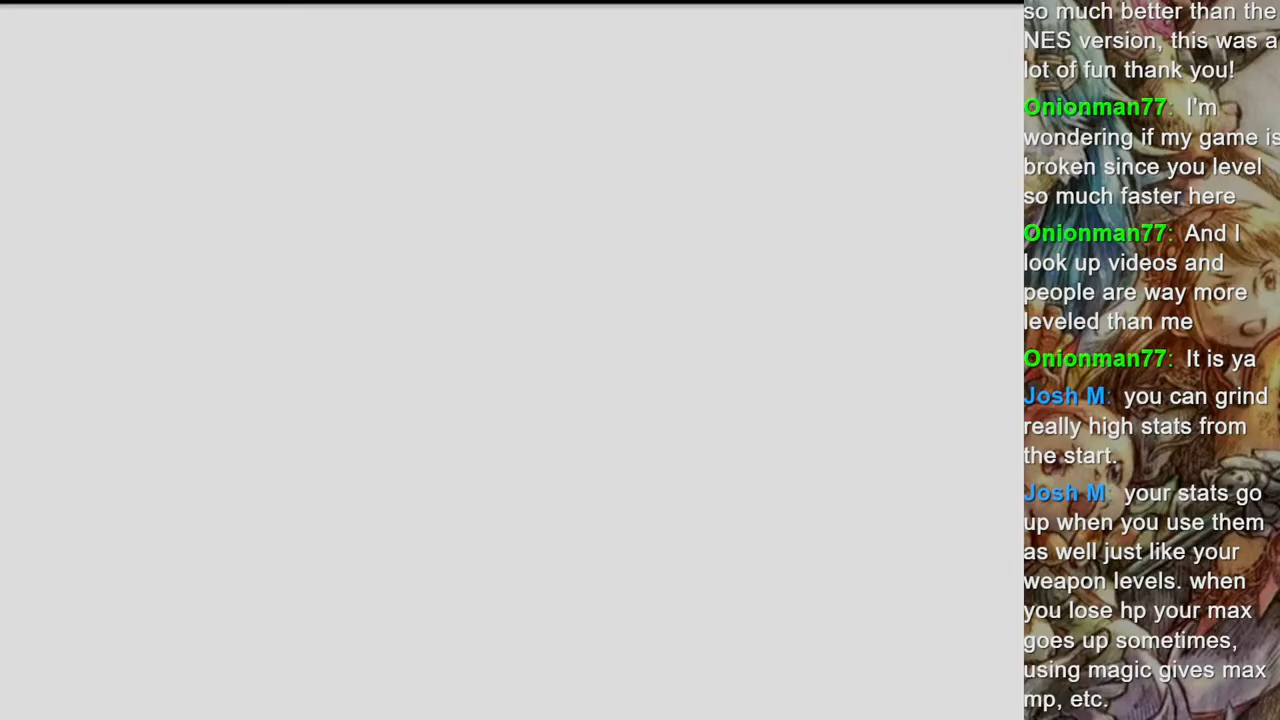 so much better than the
NES version, this was a
lot of fun thank you!
Onionman77: I'm
wondering if my game is
broken since you level
so much faster here
Onionman77: And I
look up videos and
people are way more
leveled than me
Onionman77: It is ya
Josh M: you can grind
really high stats from
the start.
Josh M: your stats go
up when you use them
as well just like your
weapon levels. when
you lose hp your max
goes up sometimes,
using magic gives max
mp, etc.